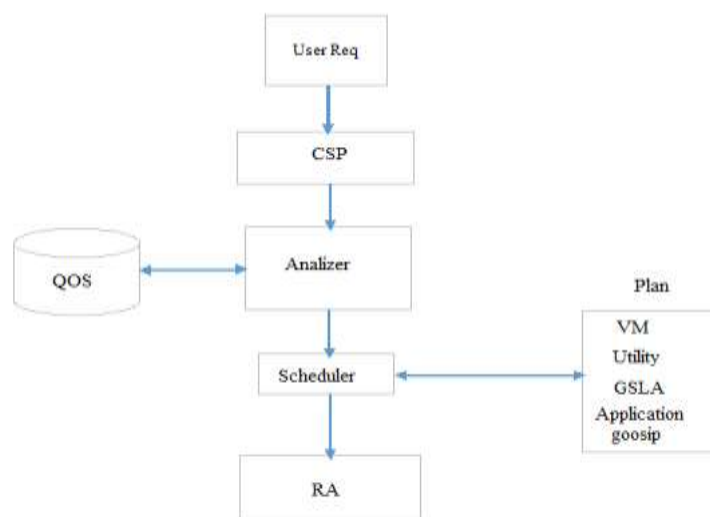 User Req
CSP
Analizer
QOS
Plan
VM
Utility
Scheduler
GSLA
Application
goosip
RA